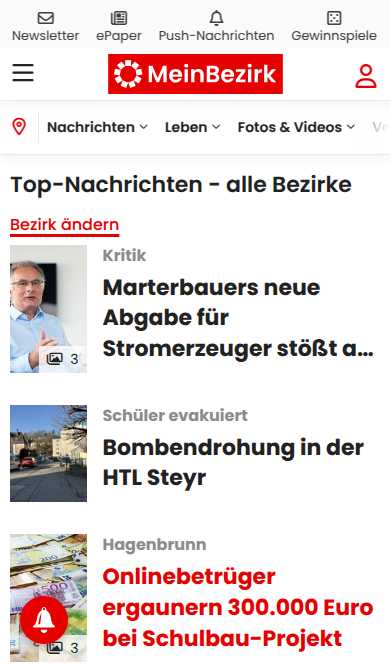 Newsletter
ePaper
Push-Nachrichten
Gewinnspiele
MeinBezirk
Nachrichten
Leben
Fotos & Videos
Top-Nachrichten - alle Bezirke
Bezirk ändern
Kritik
Marterbauers neue
Abgabe für
Stromerzeuger stößt a...
3
Schüler evakuiert
Bombendrohung in der
HTL Steyr
Hagenbrunn
Onlinebetrüger
ergaunern 300.000 Euro
bei Schulbau-Projekt
3